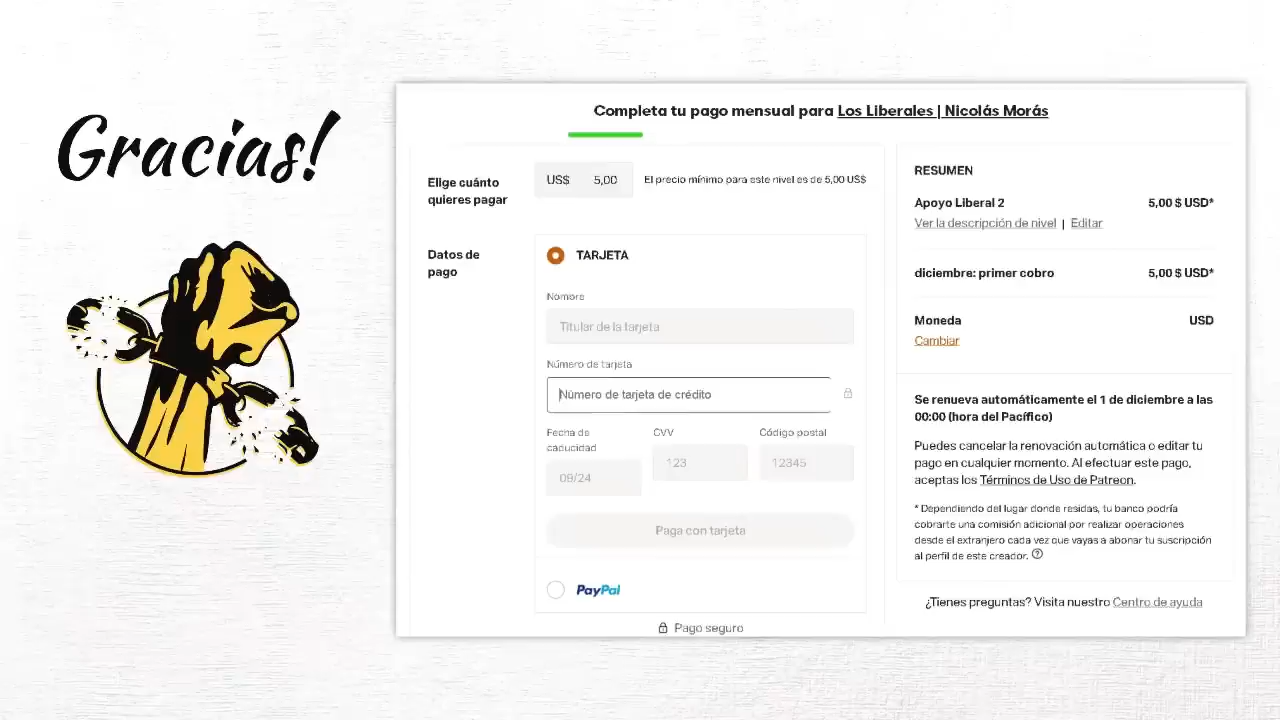 Gracias!
Completa tu pago mensual para Los Liberales | Nicolás Morás
Elige cuánto
quieres pagar
US$ 5,00
El precio mínimo para este nivel es de 5,00 US$
Datos de
pago
TARJETA
Nombre
Titular de la tarjeta
Número de tarjeta
Número de tarjeta de crédito
Fecha de
caducidad
CVV
Código postal
09/24
123
12345
Paga con tarjeta
PayPal
Pago seguro
RESUMEN
Apoyo Liberal 2 5,00 $ USD*
Ver la descripción de nivel | Editar
diciembre: primer cobro 5,00 $ USD*
Moneda USD
Cambiar
Se renueva automáticamente el 1 de diciembre a las
00:00 (hora del Pacífico)
Puedes cancelar la renovación automática o editar tu
pago en cualquier momento. Al efectuar este pago,
aceptas los Términos de Uso de Patreon.
* Dependiendo del lugar donde residas, tu banco podría
cobrarte una comisión adicional por realizar operaciones
desde el extranjero cada vez que vayas a abonar tu suscripción
al perfil de este creador. ?
¿Tienes preguntas? Visita nuestro Centro de ayuda